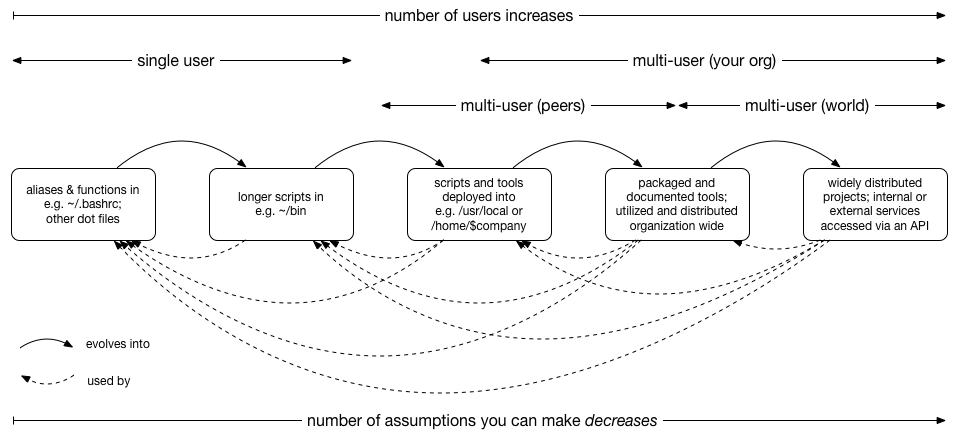 number of users increases
single user
multi-user (your org)
multi-user (peers)
multi-user (world)
aliases & functions in
e.g. ~/.bashrc;
other dot files
longer scripts in
e.g. ~/bin
scripts and tools
deployed into
e.g. /usr/local or
/home/$company
packaged and
documented tools;
utilized and distributed
organization wide
widely distributed
projects; internal or
external services
accessed via an API
evolves into
used by
number of assumptions you can make decreases